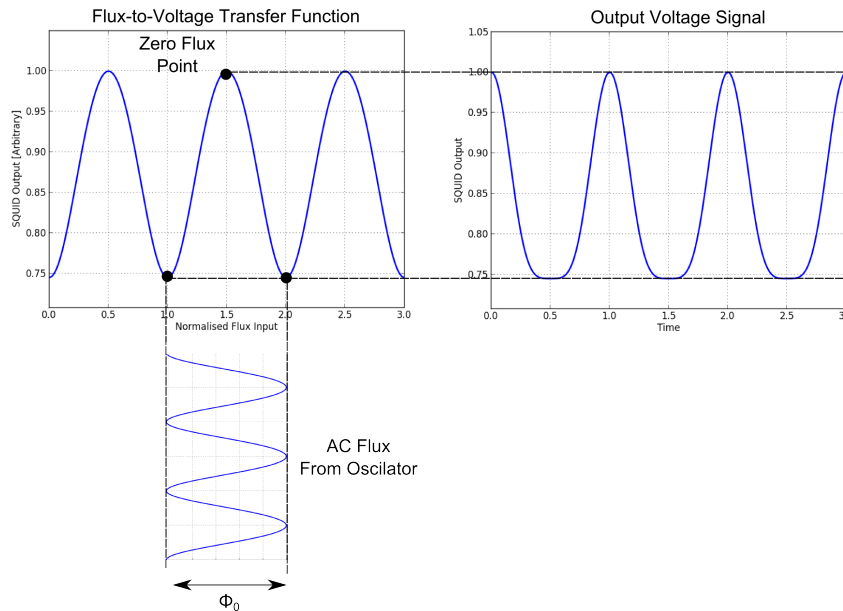 Flux-to-Voltage Transfer Function
Zero Flux
Point
SQUID Output [Arbitrary]
1.00
0.95
0.90
0.85
0.80
0.75
0.0
0.5
1.0
1.5
2.0
2.5
3.0
Normalised Flux Input
Output Voltage Signal
SQUID Output
1.05
1.00
0.95
0.90
0.85
0.80
0.75
0.0
0.5
1.0
1.5
2.0
2.5
3.0
Time
AC Flux
From Oscilator
Φ0